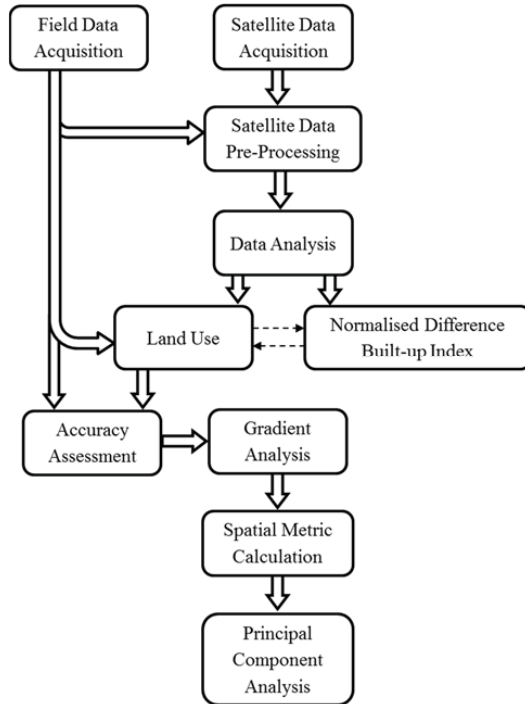 Field Data
Acquisition
Satellite Data
Acquisition
Satellite Data
Pre-Processing
Data Analysis
Land Use
Normalised Difference
Built-up Index
Accuracy
Assessment
Gradient
Analysis
Spatial Metric
Calculation
Principal
Component
Analysis